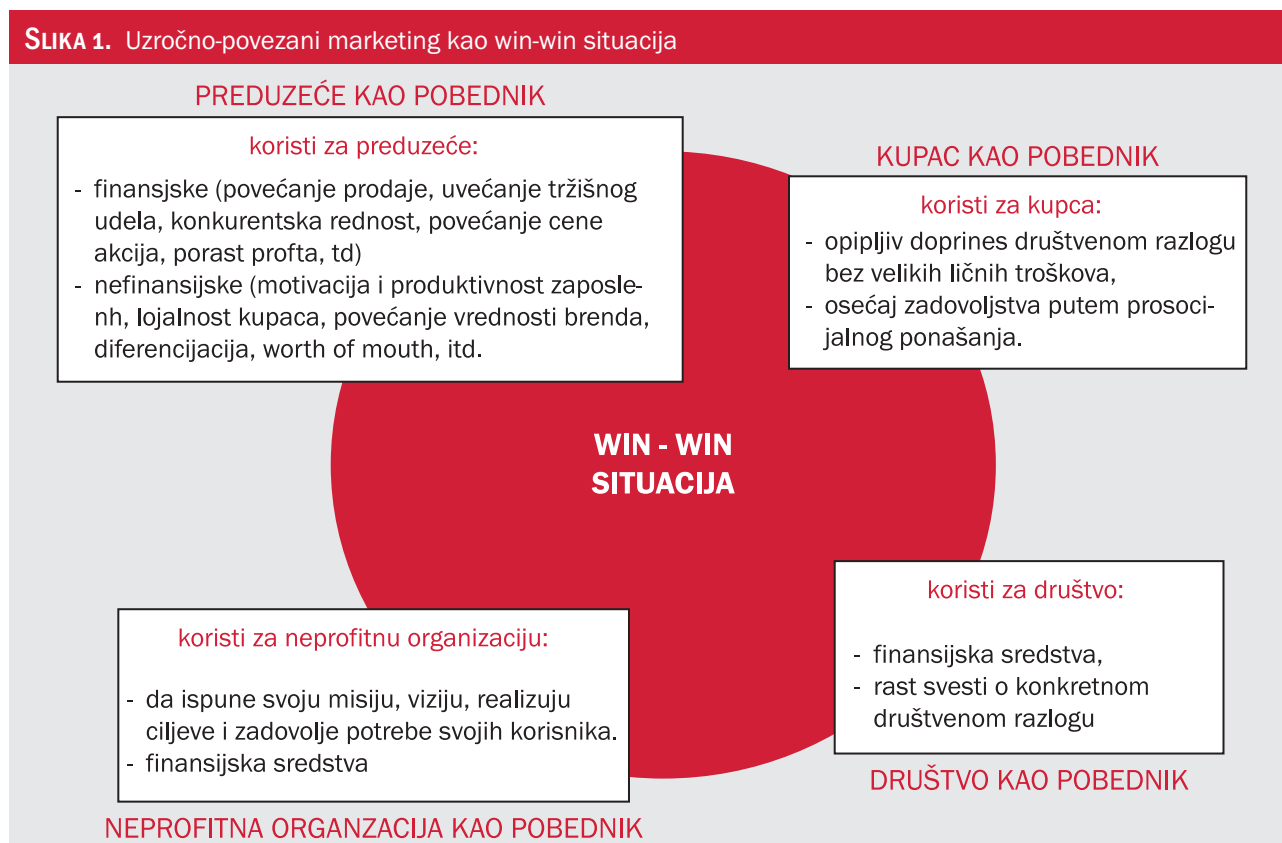 SLIKA 1. Uzročno-povezani marketing kao win-win situacija
PREDUZEĆE KAO POBEDNIK
koristi za preduzeće:
- finansjske (povećanje prodaje, uvećanje tržišnog
udela, konkurentska rednost, povećanje cene
akcija, porast profta, td)
- nefinansijske (motivacija i produktivnost zaposle-
nh, lojalnost kupaca, povećanje vrednosti brenda,
diferencijacija, worth of mouth, itd.
KUPAC KAO POBEDNIK
koristi za kupca:
- opipljiv doprines društvenom razlogu
bez velikih ličnih troškova,
- osećaj zadovoljstva putem prosoci-
jalnog ponašanja.
WIN - WIN
SITUACIJA
koristi za neprofitnu organizaciju:
- da ispune svoju misiju, viziju, realizuju
ciljeve i zadovolje potrebe svojih korisnika.
- finansijska sredstva
NEPROFITNA ORGANZACIJA KAO POBEDNIK
koristi za društvo:
- finansijska sredstva,
- rast svesti o konkretnom
društvenom razlogu
DRUŠTVO KAO POBEDNIK